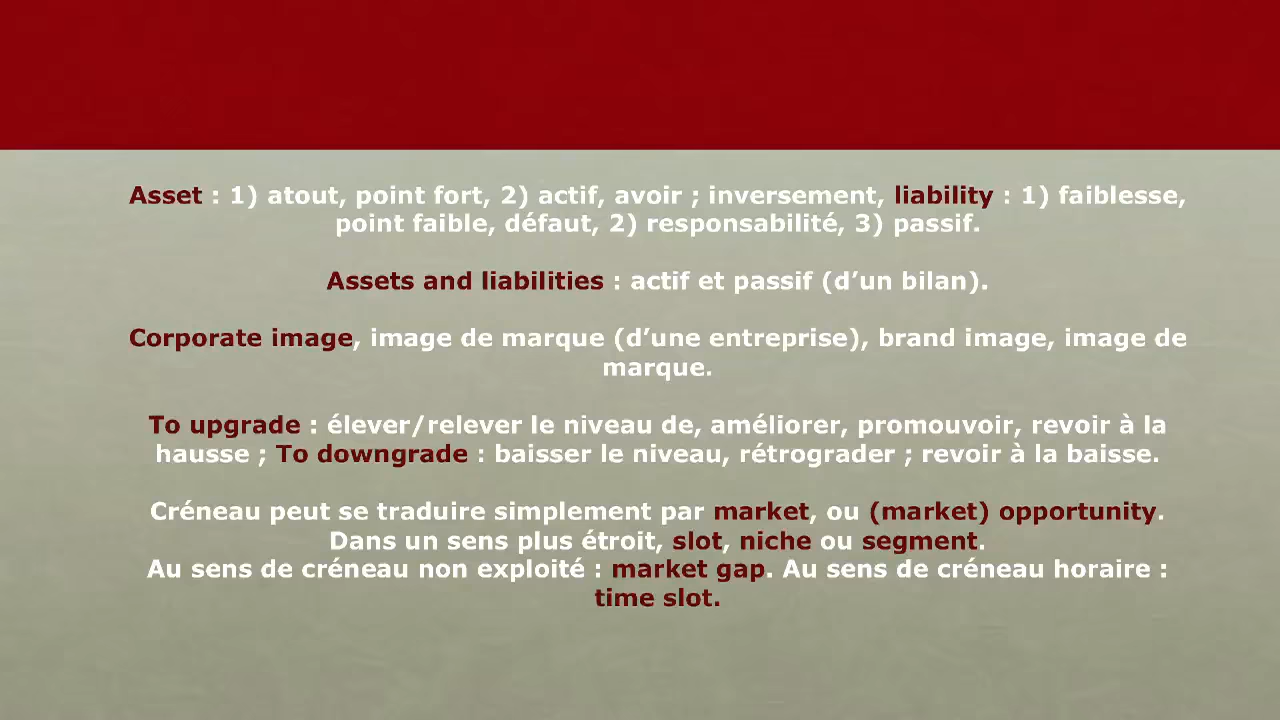 Asset : 1) atout, point fort, 2) actif, avoir ; inversement, liability : 1) faiblesse,
point faible, défaut, 2) responsabilité, 3) passif.
Assets and liabilities : actif et passif (d’un bilan).
Corporate image, image de marque (d’une entreprise), brand image, image de
marque.
To upgrade : élever/relever le niveau de, améliorer, promouvoir, revoir à la
hausse ; To downgrade : baisser le niveau, rétrograder ; revoir à la baisse.
Créneau peut se traduire simplement par market, ou (market) opportunity.
Dans un sens plus étroit, slot, niche ou segment.
Au sens de créneau non exploité : market gap. Au sens de créneau horaire :
time slot.